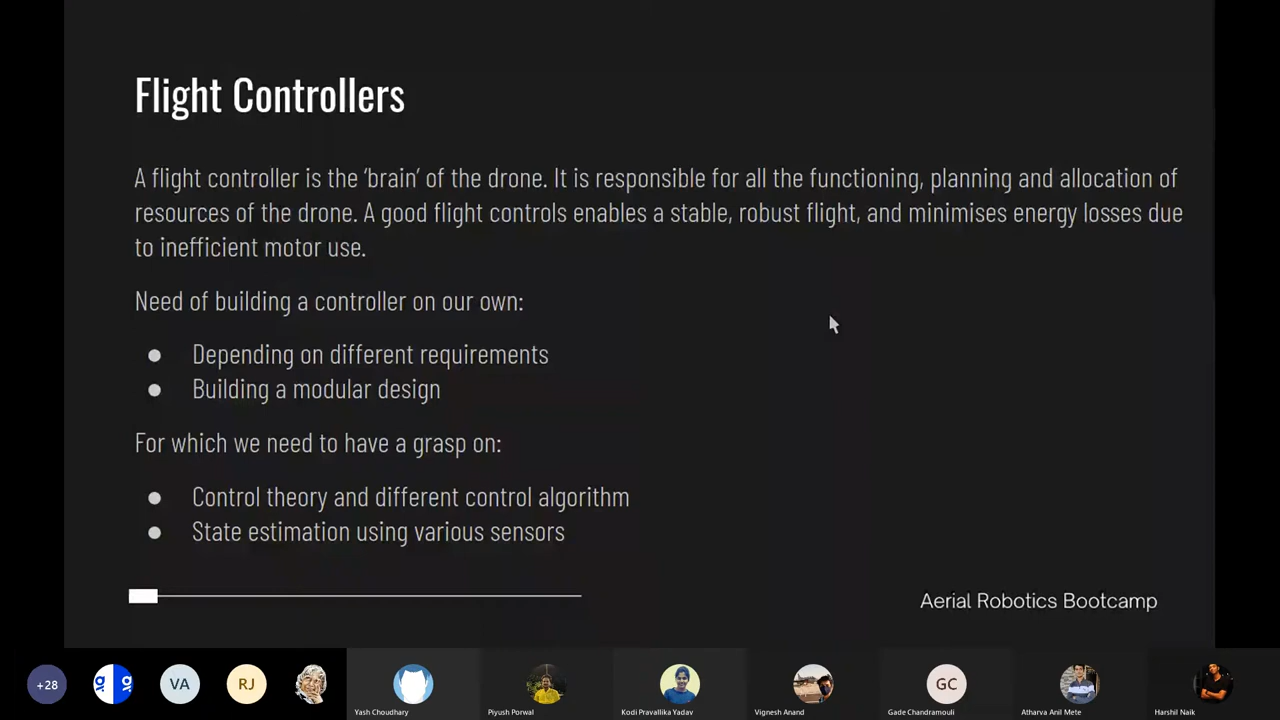 Flight Controllers
A flight controller is the ‘brain’ of the drone. It is responsible for all the functioning, planning and allocation of
resources of the drone. A good flight controls enables a stable, robust flight, and minimises energy losses due
to inefficient motor use.
Need of building a controller on our own:
● Depending on different requirements
● Building a modular design
For which we need to have a grasp on:
● Control theory and different control algorithm
● State estimation using various sensors
Aerial Robotics Bootcamp
+28
VA
RJ
GC
Yash Choudhary
Piyush Porwal
Kodi Pravallika Yadav
Vignesh Anand
Gade Chandramouli
Atharva Anil Mete
Harshil Naik